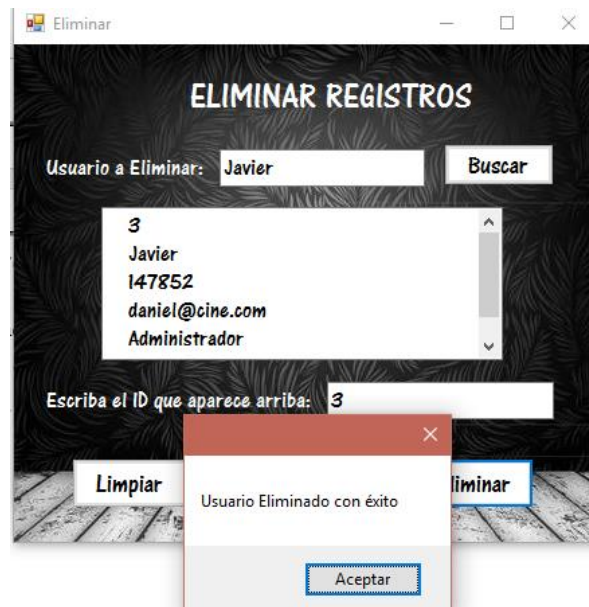 Eliminar
ELIMINAR REGISTROS
Usuario a Eliminar: Javier Buscar
3
Javier
147852
daniel@cine.com
Administrador
Escriba el ID que aparece arriba: 3
Limpiar liminar
Usuario Eliminado con éxito
Aceptar